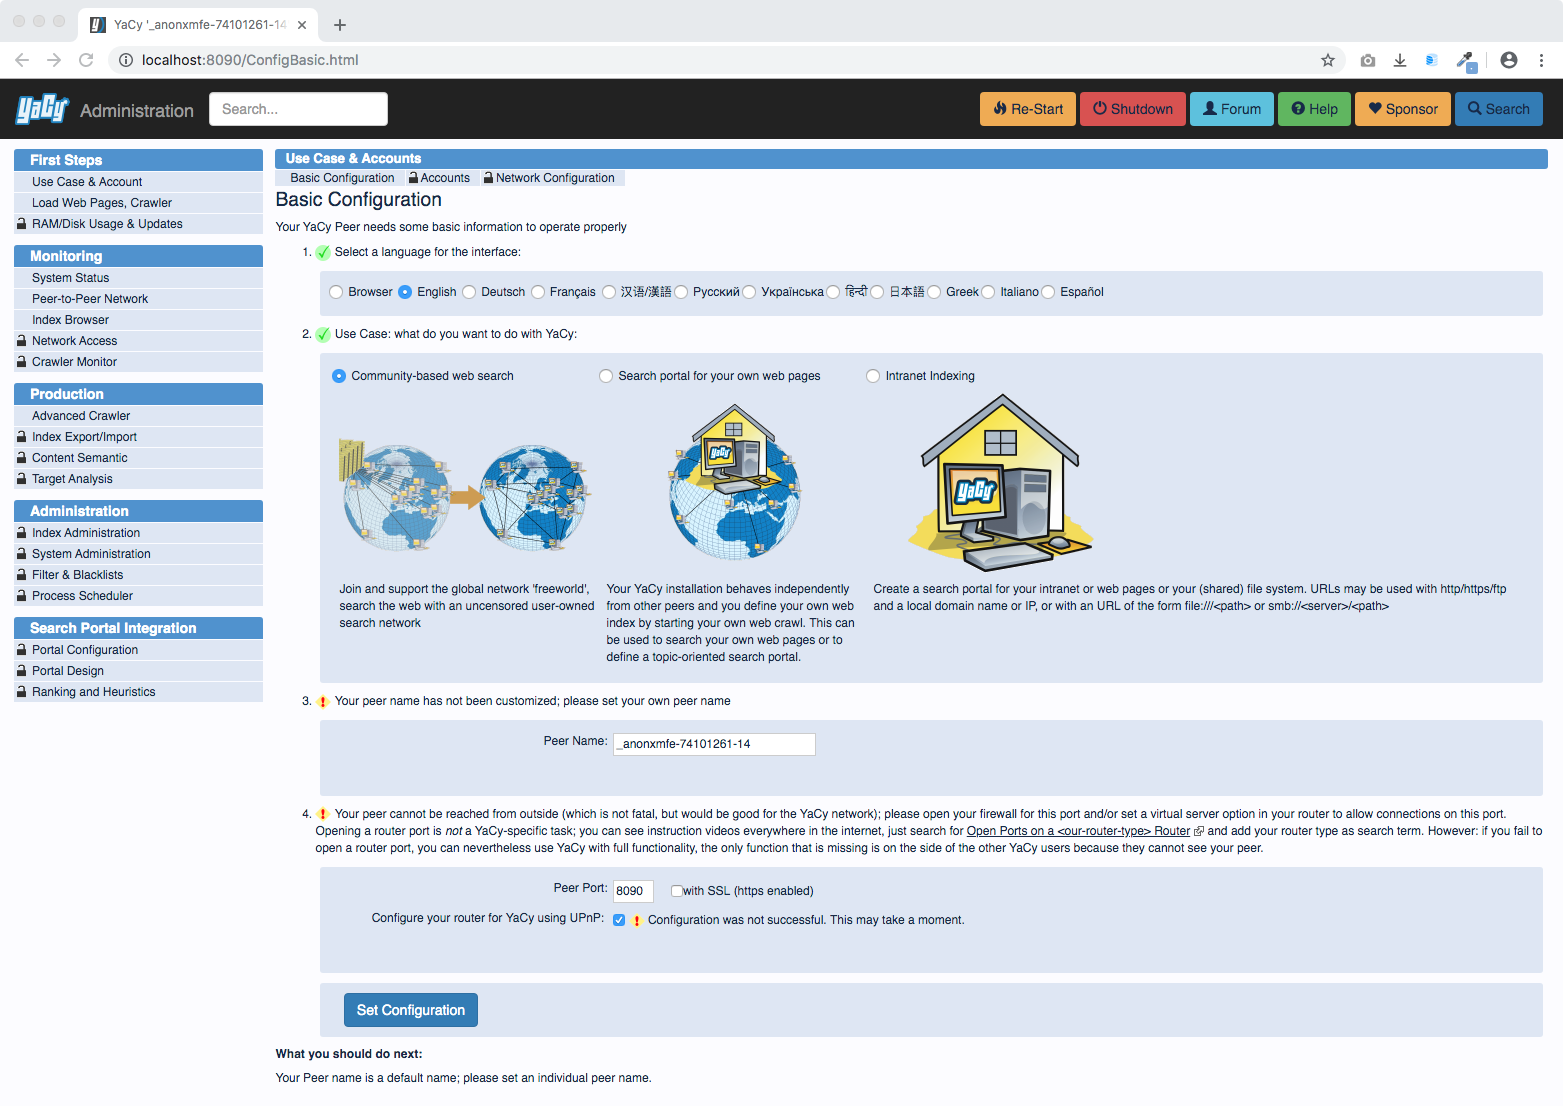 YaCy '_anonxmfe-74101261-14
localhost:8090/ConfigBasic.html
YaCy Administration Search... Re-Start Shutdown Forum Help Sponsor Search
First Steps
Use Case & Account
Load Web Pages, Crawler
RAM/Disk Usage & Updates
Monitoring
System Status
Peer-to-Peer Network
Index Browser
Network Access
Crawler Monitor
Production
Advanced Crawler
Index Export/Import
Content Semantic
Target Analysis
Administration
Index Administration
System Administration
Filter & Blacklists
Process Scheduler
Search Portal Integration
Portal Configuration
Portal Design
Ranking and Heuristics
Use Case & Accounts
Basic Configuration Accounts Network Configuration
Basic Configuration
Your YaCy Peer needs some basic information to operate properly
1. Select a language for the interface:
Browser English Deutsch Français 汉语/漢語 Русский Українська हिन्दी 日本語 Greek Italiano Español
2. Use Case: what do you want to do with YaCy:
Community-based web search
Search portal for your own web pages
Intranet Indexing
YaCy
YaCy
Join and support the global network 'freeworld',
search the web with an uncensored user-owned
search network
Your YaCy installation behaves independently
from other peers and you define your own web
index by starting your own web crawl. This can
be used to search your own web pages or to
define a topic-oriented search portal.
Create a search portal for your intranet or web pages or your (shared) file system. URLs may be used with http/https/ftp
and a local domain name or IP, or with an URL of the form file:///<path> or smb://<server>/<path>
3. Your peer name has not been customized; please set your own peer name
Peer Name: _anonxmfe-74101261-14
4. Your peer cannot be reached from outside (which is not fatal, but would be good for the YaCy network); please open your firewall for this port and/or set a virtual server option in your router to allow connections on this port.
Opening a router port is not a YaCy-specific task; you can see instruction videos everywhere in the internet, just search for Open Ports on a <our-router-type> Router and add your router type as search term. However: if you fail to
open a router port, you can nevertheless use YaCy with full functionality, the only function that is missing is on the side of the other YaCy users because they cannot see your peer.
Peer Port: 8090 with SSL (https enabled)
Configure your router for YaCy using UPnP: Configuration was not successful. This may take a moment.
Set Configuration
What you should do next:
Your Peer name is a default name; please set an individual peer name.